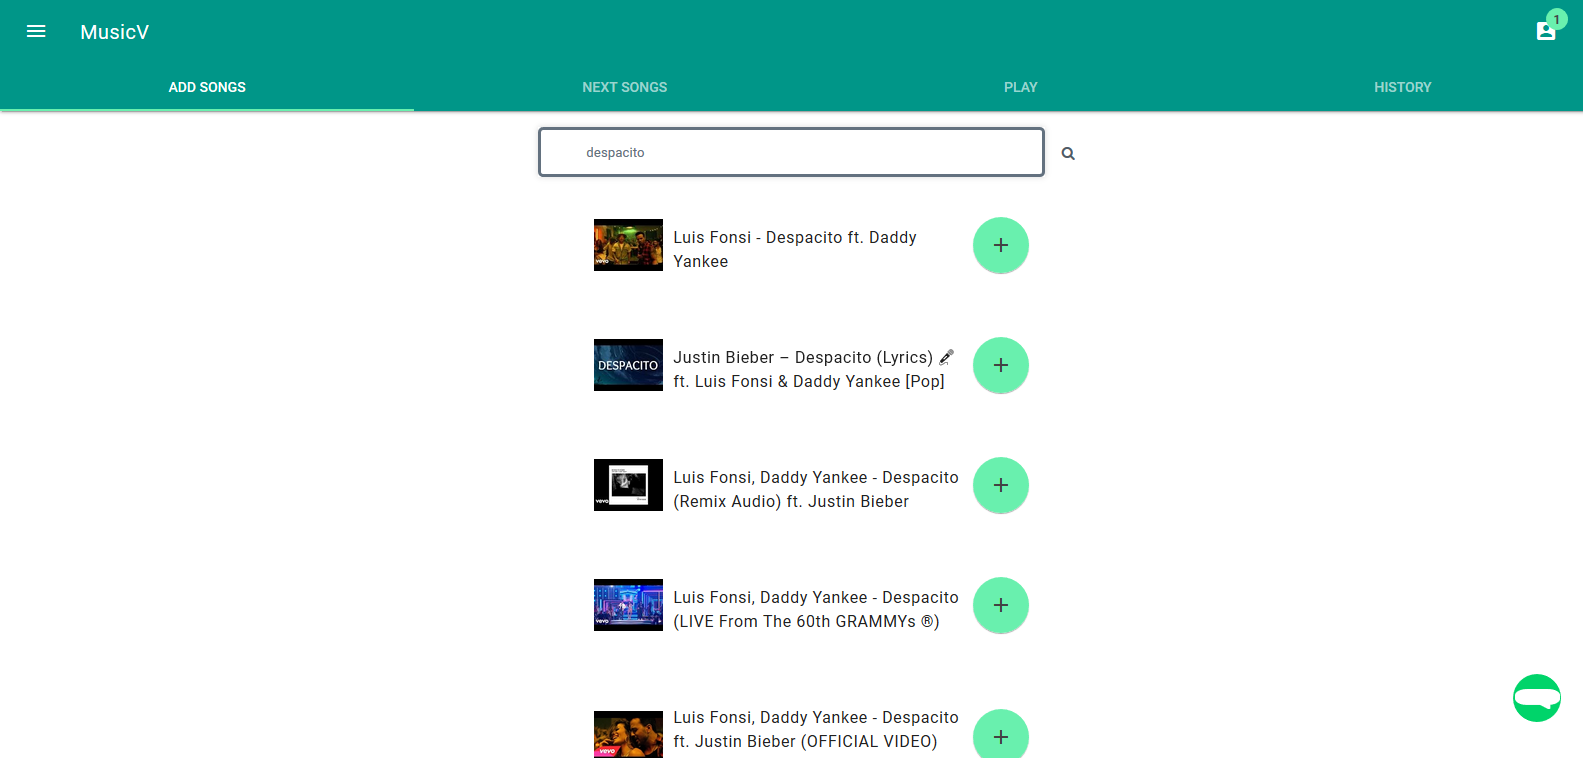 MusicV
1
ADD SONGS
NEXT SONGS
PLAY
HISTORY
despacito
Luis Fonsi - Despacito ft. Daddy
Yankee
DESPACITO
Justin Bieber – Despacito (Lyrics) 🎤
ft. Luis Fonsi & Daddy Yankee [Pop]
Luis Fonsi, Daddy Yankee - Despacito
(Remix Audio) ft. Justin Bieber
Luis Fonsi, Daddy Yankee - Despacito
(LIVE From The 60th GRAMMYs ®)
Luis Fonsi, Daddy Yankee - Despacito
ft. Justin Bieber (OFFICIAL VIDEO)
vevo